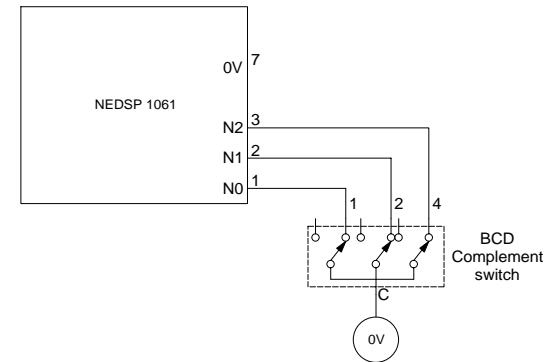 0V 7
NEDSP 1061
N2 3
N1 2
N0 1
1 2 4
BCD
Complement
switch
C
0V